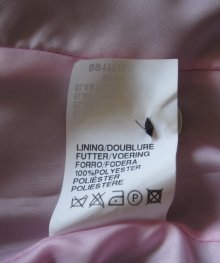 LINING/DOUBLURE
FUTTER/VOERING
FORRO/FODERA
100%POLYESTER
POLIÉSTER
POLIESTERE
P